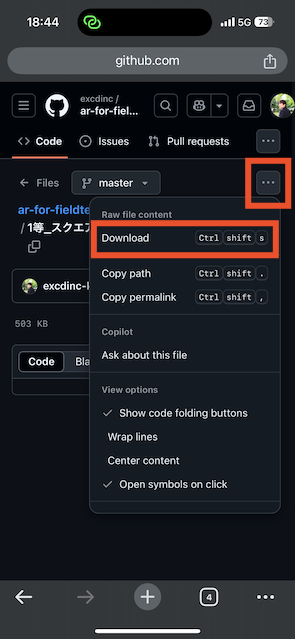 18:44
5G 73
github.com
excdinc /
ar-for-fiel...
Code
Issues
Pull requests
Files
master
ar-for-fieldte
/ 1等_スクエア
Raw file content
Download Ctrl shift s
Copy path Ctrl shift .
Copy permalink Ctrl shift ,
excdinc-k
503 KB
Code Bla
Copilot
Ask about this file
View options
Show code folding buttons
Wrap lines
Center content
Open symbols on click
4